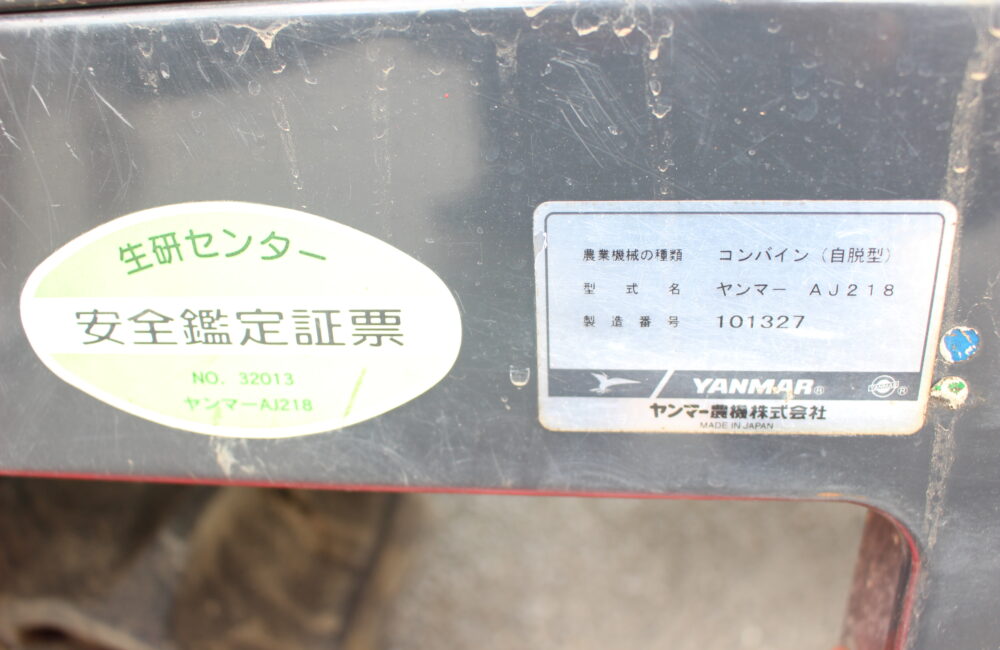 生研センター
安全鑑定証票
NO. 32013
ヤンマーAJ218
農業機械の種類 コンバイン（自脱型）
型式名 ヤンマー AJ218
製造番号 101327
YANMAR®
®
ヤンマー農機株式会社
MADE IN JAPAN